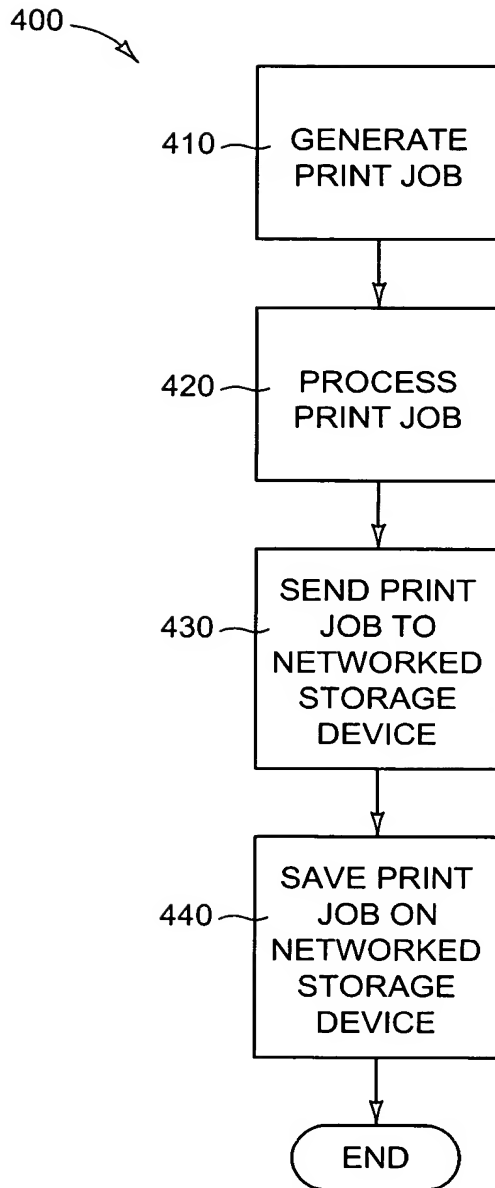 400
410
GENERATE
PRINT JOB
420
PROCESS
PRINT JOB
430
SEND PRINT
JOB TO
NETWORKED
STORAGE
DEVICE
440
SAVE PRINT
JOB ON
NETWORKED
STORAGE
DEVICE
END